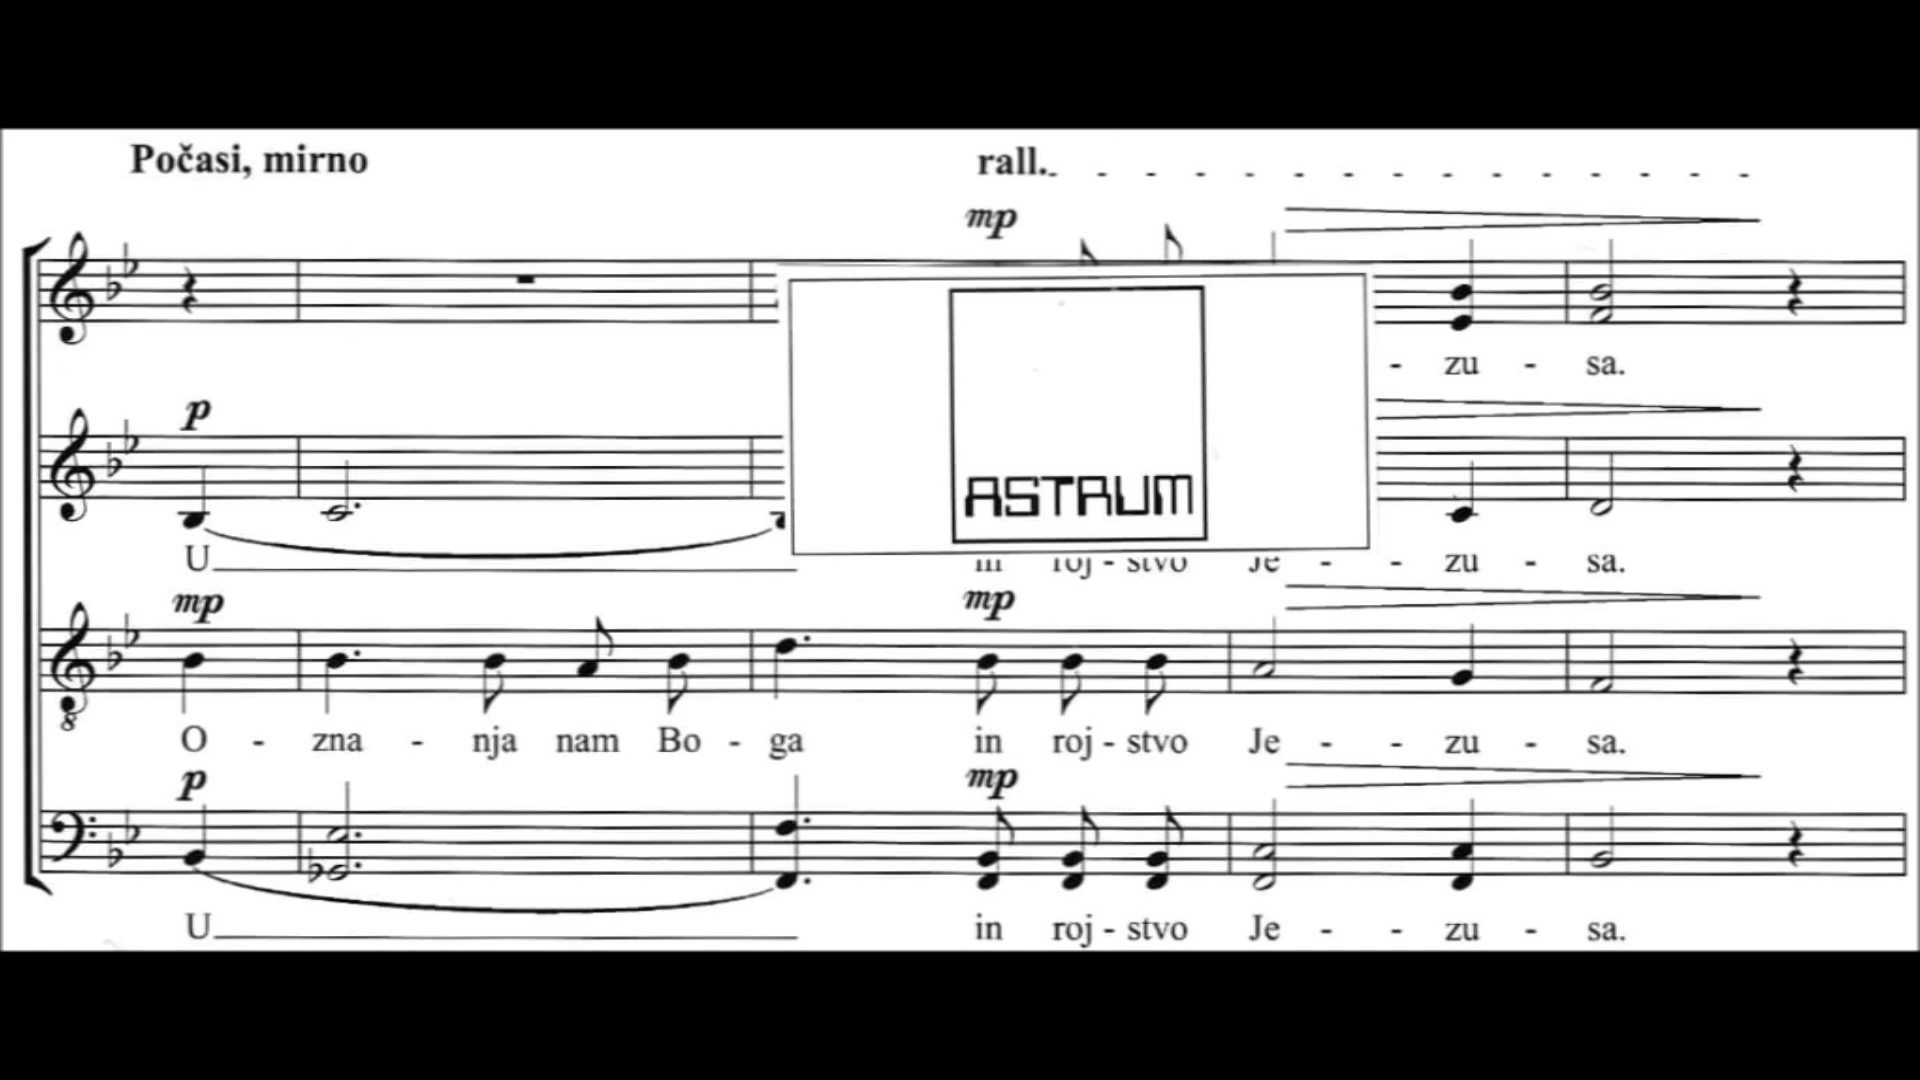 Počasi, mirno rall.
mp
- zu - sa.
p
ASTRUM
U in roj - stvo Je - - zu - sa.
mp mp
O - zna - nja nam Bo - ga in roj - stvo Je - - zu - sa.
p mp
U in roj - stvo Je - - zu - sa.